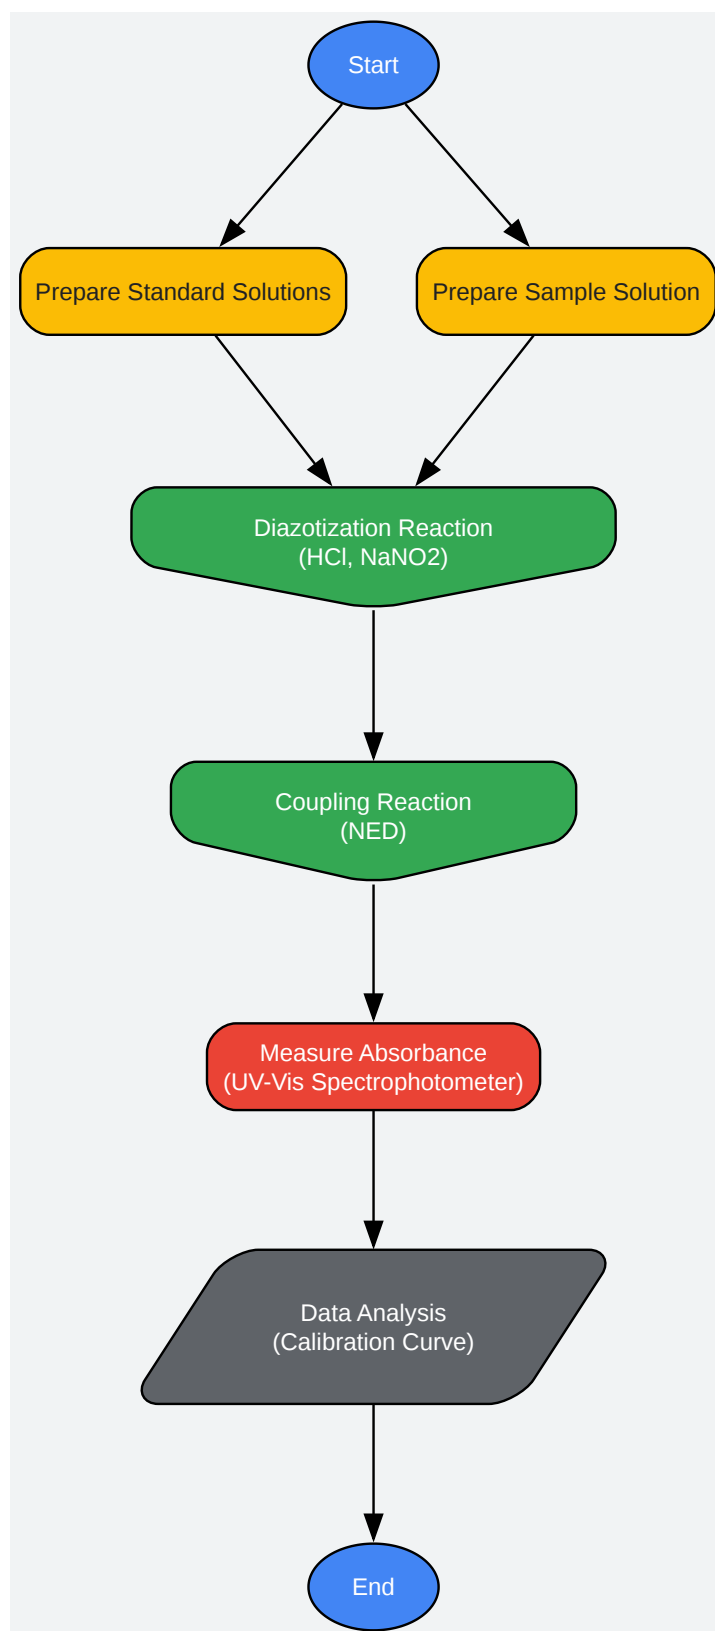 Start
Prepare Standard Solutions
Prepare Sample Solution
Diazotization Reaction
(HCl, NaNO2)
Coupling Reaction
(NED)
Measure Absorbance
(UV-Vis Spectrophotometer)
Data Analysis
(Calibration Curve)
End